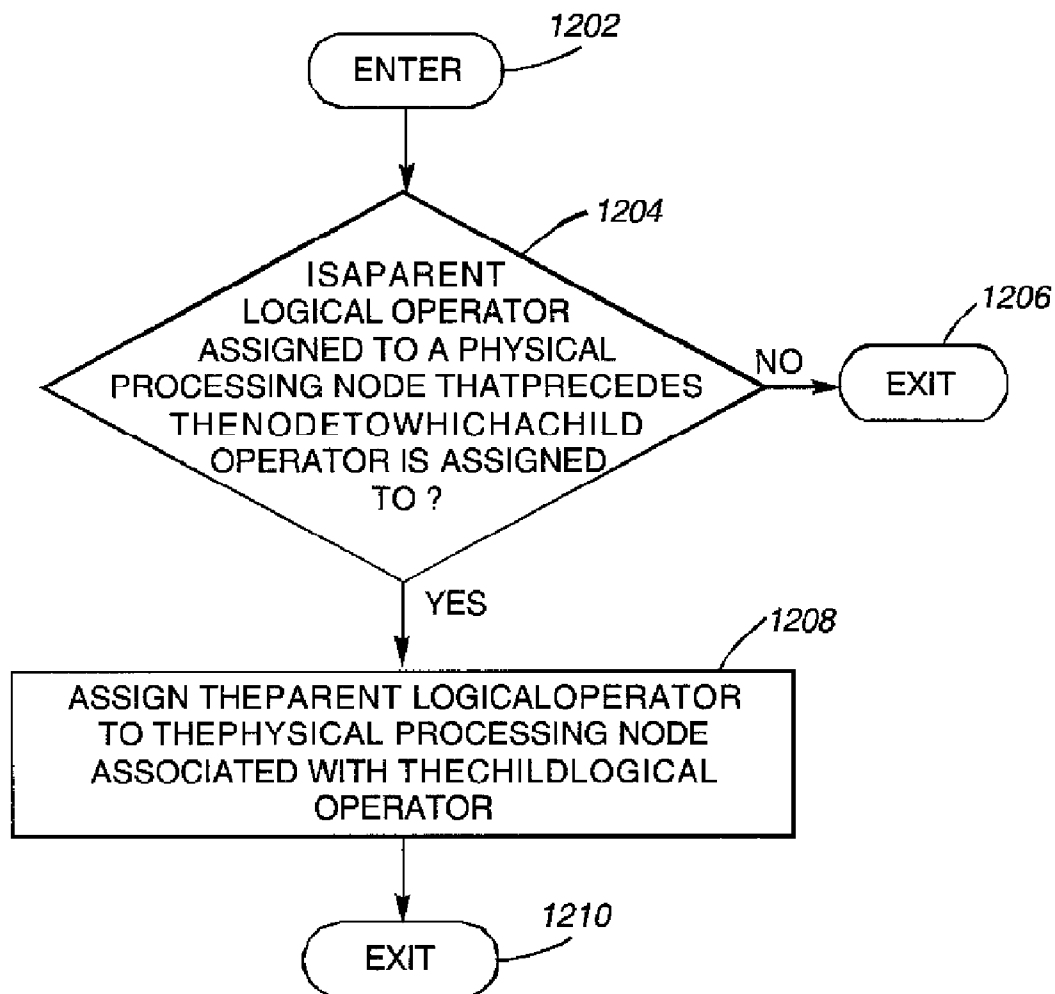 1202
ENTER
1204
ISAPARENT
LOGICAL OPERATOR
ASSIGNED TO A PHYSICAL
PROCESSING NODE THATPRECEDES
THENODETOWHICHACHILD
OPERATOR IS ASSIGNED
TO ?
NO
1206
EXIT
YES
1208
ASSIGN THEPARENT LOGICALOPERATOR
TO THEPHYSICAL PROCESSING NODE
ASSOCIATED WITH THECHILDLOGICAL
OPERATOR
1210
EXIT